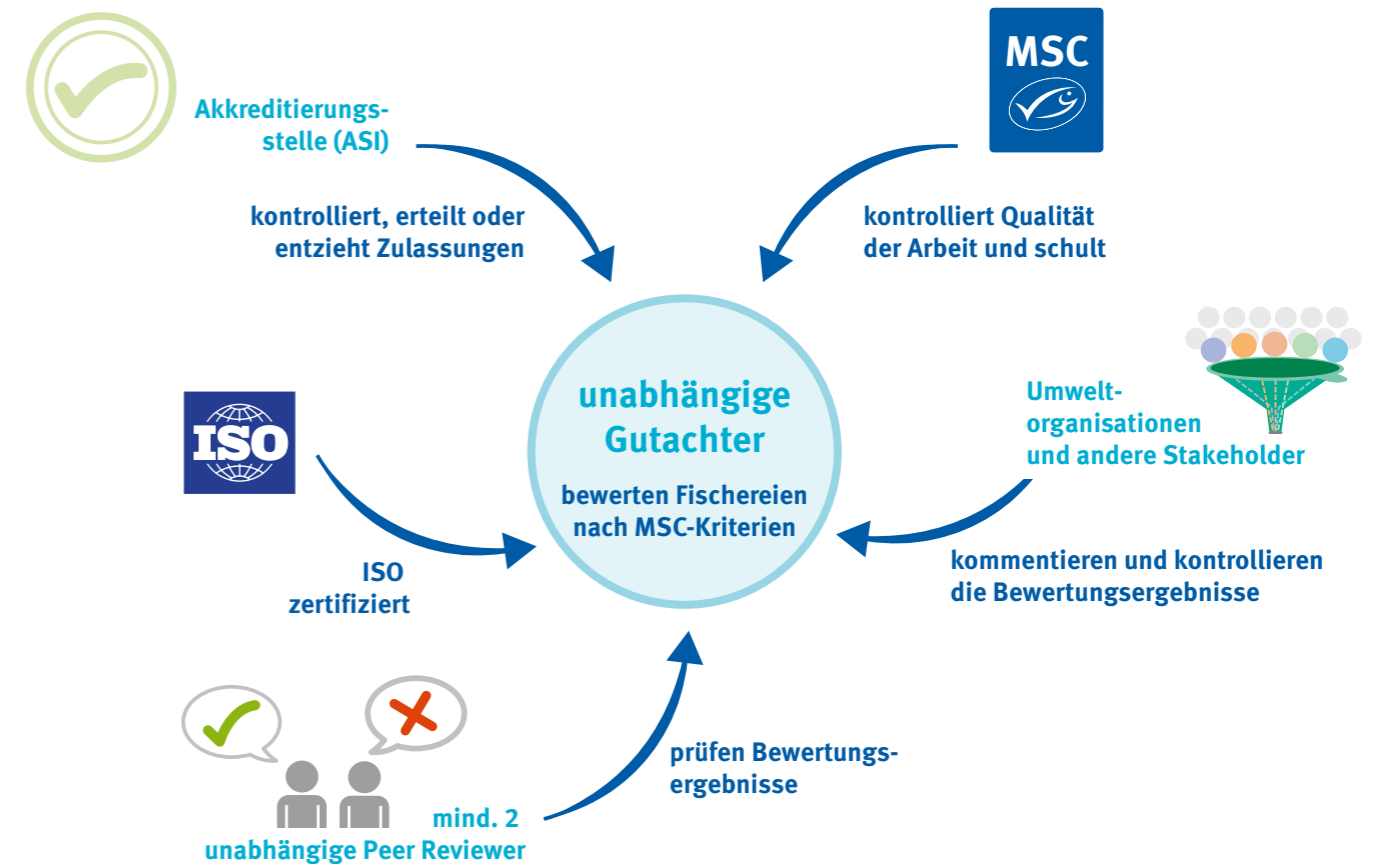 Akkreditierungs-
stelle (ASI)
kontrolliert, erteilt oder
entzieht Zulassungen
MSC
kontrolliert Qualität
der Arbeit und schult
unabhängige
Gutachter
bewerten Fischereien
nach MSC-Kriterien
Umwelt-
organisationen
und andere Stakeholder
kommentieren und kontrollieren
die Bewertungsergebnisse
ISO
ISO
zertifiziert
prüfen Bewertungs-
ergebnisse
mind. 2
unabhängige Peer Reviewer